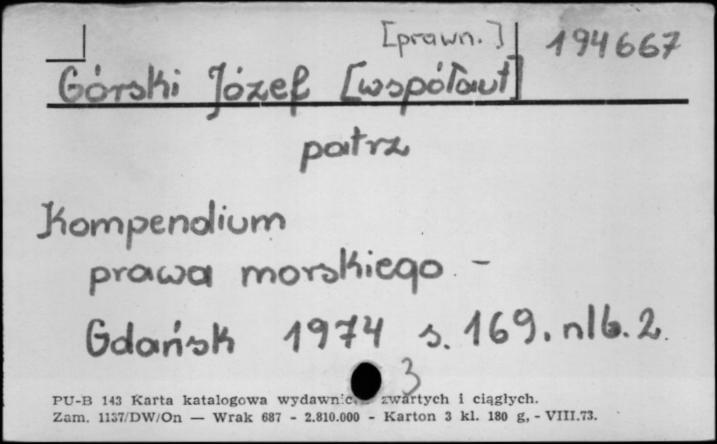 [prawn.] 194667
Górski Józef [współaut]
patrz
Kompendium
prawa morskiego -
Gdańsk 1974 s. 169. nlb. 2.
3
PU-B 143 Karta katalogowa zwartych i ciągłych.
Zam. 1137/DW/On — Wrak 687 - 2.810.000 - Karton 3 kl. 180 g, - VIII.73.